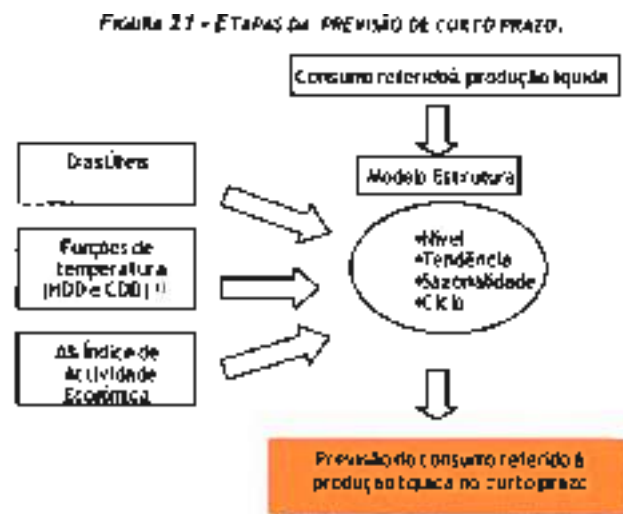 FIGURA 21 - ETAPAS DA PREVISÃO DE CURTO PRAZO.
Consumo referido à produção líquida
Dias Úteis
Modelo Estrutura
Funções de
temperatura
(HDD e CDD)
Δ% Índice de
Actividade
Económica
•Nível
•Tendência
•Sazonalidade
•Ciclo
Previsão do consumo referido à
produção líquida no curto prazo